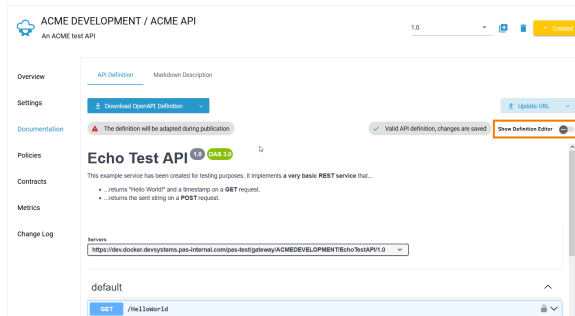 ACME DEVELOPMENT / ACME API
An ACME test API
1.0
Created
Overview
Settings
Documentation
Policies
Contracts
Metrics
Change Log
API Definition Markdown Description
Download OpenAPI Definition
Update URL
The definition will be adapted during publication
Valid API definition, changes are saved
Show Definition Editor
Echo Test API 1.0 OAS 3.0
This example service has been created for testing purposes. It implements a very basic REST service that...
...returns "Hello World!" and a timestamp on a GET request.
...returns the sent string on a POST request.
Servers
https://dev.docker.devsystems.pas-internal.com/pas-test/gateway/ACMEDEVELOPMENT/EchoTestAPI/1.0
default
GET /HelloWorld